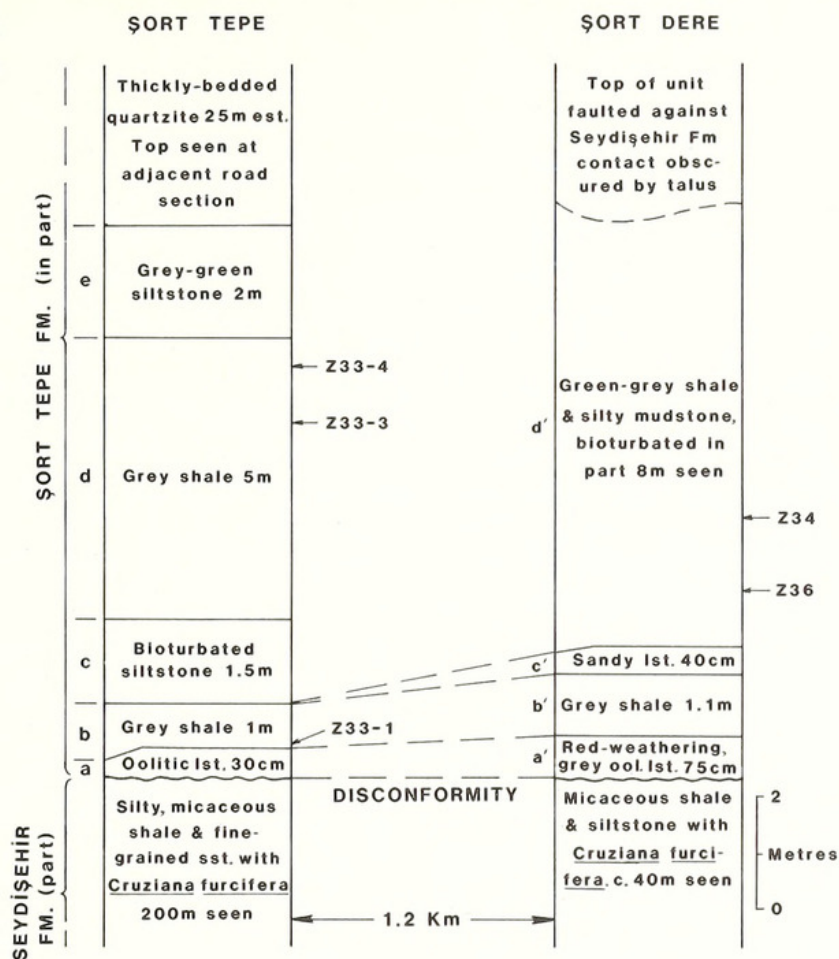 ŞORT TEPE
Thickly-bedded
quartzite 25m est.
Top seen at
adjacent road
section
e
Grey-green
siltstone 2m
Z33-4
Z33-3
d
Grey shale 5m
c
Bioturbated
siltstone 1.5m
b
Grey shale 1m
Z33-1
a
Oolitic lst. 30cm
Silty, micaceous
shale & fine-
grained sst. with
Cruziana furcifera
200m seen
ŞORT TEPE FM. (in part)
SEYDİŞEHİR
FM. (part)
DISCONFORMITY
1.2 Km
ŞORT DERE
Top of unit
faulted against
Seydişehir Fm
contact obsc-
ured by talus
d′
Green-grey shale
& silty mudstone,
bioturbated in
part 8m seen
Z34
Z36
c′
Sandy lst. 40cm
b′
Grey shale 1.1m
a′
Red-weathering,
grey ool. lst. 75cm
Micaceous shale
& siltstone with
Cruziana furci-
fera. c. 40m seen
2
Metres
0